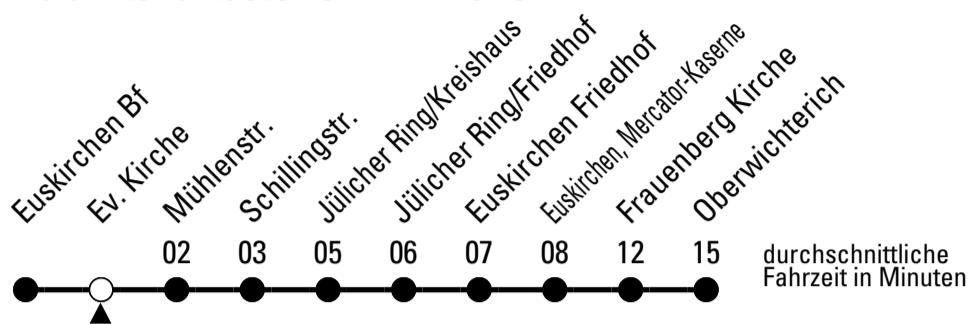 Euskirchen Bf
Ev. Kirche
Mühlenstr.
Schillingstr.
Jülicher Ring/Kreishaus
Jülicher Ring/Friedhof
Euskirchen Friedhof
Euskirchen, Mercator-Kaserne
Frauenberg Kirche
Oberwichterich
02 03 05 06 07 08 12 15
durchschnittliche
Fahrzeit in Minuten